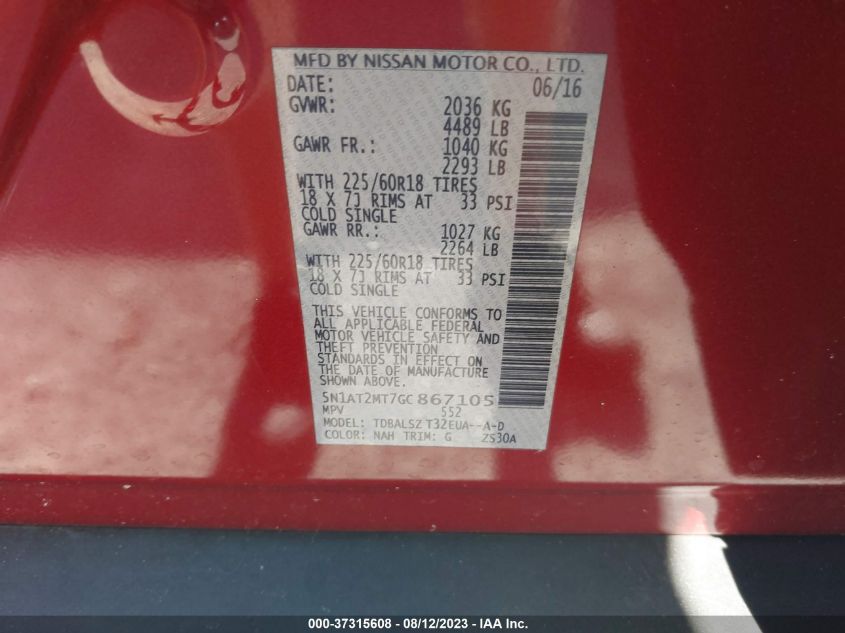 MFD BY NISSAN MOTOR CO., LTD.
DATE: 06/16
GVWR: 2036 KG
4489 LB
GAWR FR.: 1040 KG
2293 LB
WITH 225/60R18 TIRES
18 X 7J RIMS AT 33 PSI
COLD SINGLE
GAWR RR.: 1027 KG
2264 LB
WITH 225/60R18 TIRES
18 X 7J RIMS AT 33 PSI
COLD SINGLE
THIS VEHICLE CONFORMS TO
ALL APPLICABLE FEDERAL
MOTOR VEHICLE SAFETY AND
THEFT PREVENTION
STANDARDS IN EFFECT ON
THE DATE OF MANUFACTURE
SHOWN ABOVE.
5N1AT2MT7GC867105
MPV 552
MODEL: TDBALSZ T32EUA--A-D
COLOR: NAH TRIM: G ZS30A
000-37315608 - 08/12/2023 - IAA Inc.